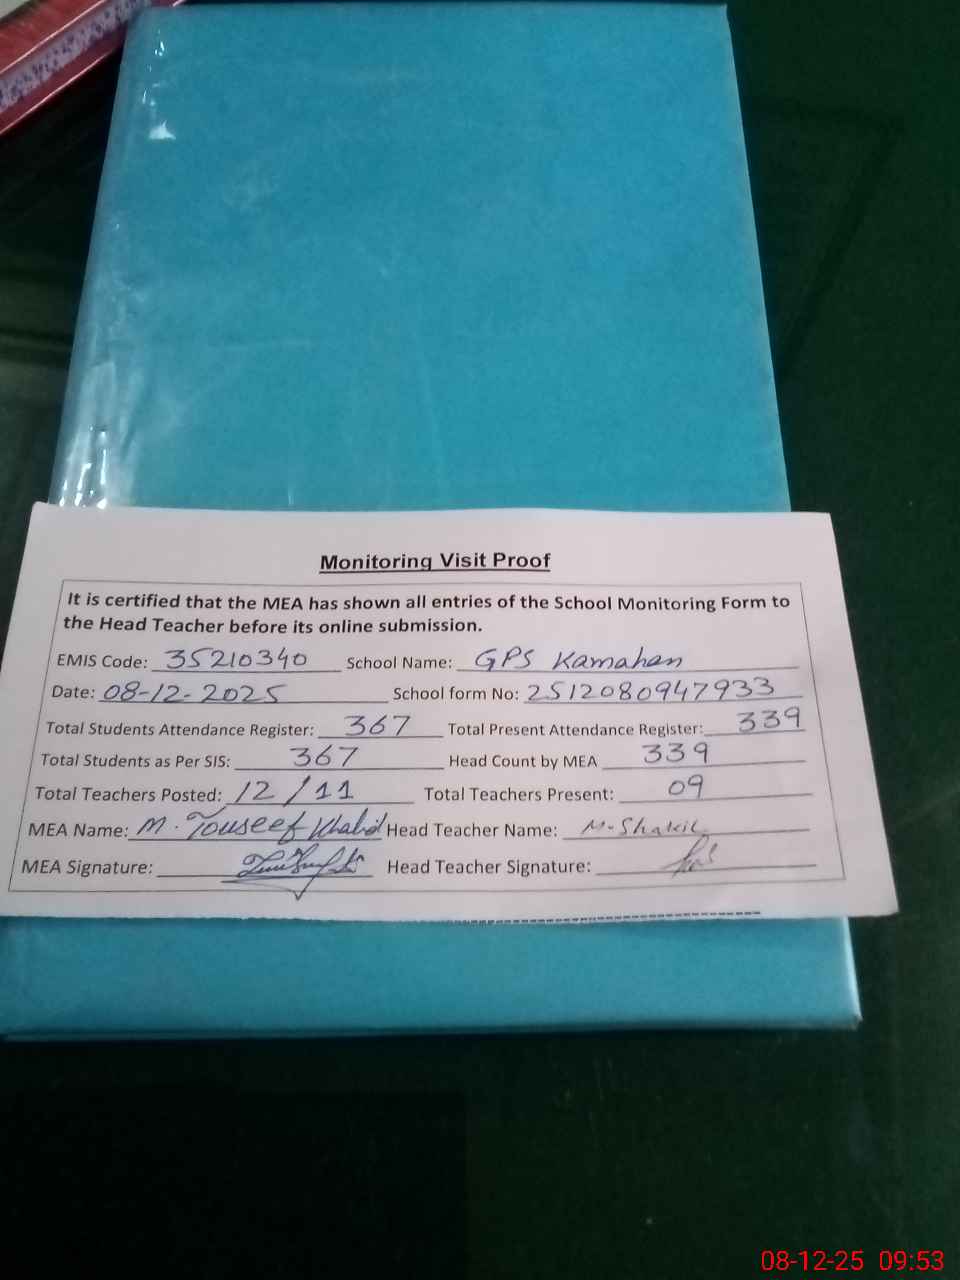 Monitoring Visit Proof
It is certified that the MEA has shown all entries of the School Monitoring Form to
the Head Teacher before its online submission.
EMIS Code: 35210340 School Name: GPS Kamahan
Date: 08-12-2025 School form No: 2512080947933
Total Students Attendance Register: 367 Total Present Attendance Register: 339
Total Students as Per SIS: 367 Head Count by MEA 339
Total Teachers Posted: 12/11 Total Teachers Present: 09
MEA Name: M. Touseef Khalid Head Teacher Name: M-Shakil
MEA Signature: Head Teacher Signature:
08-12-25 09:53